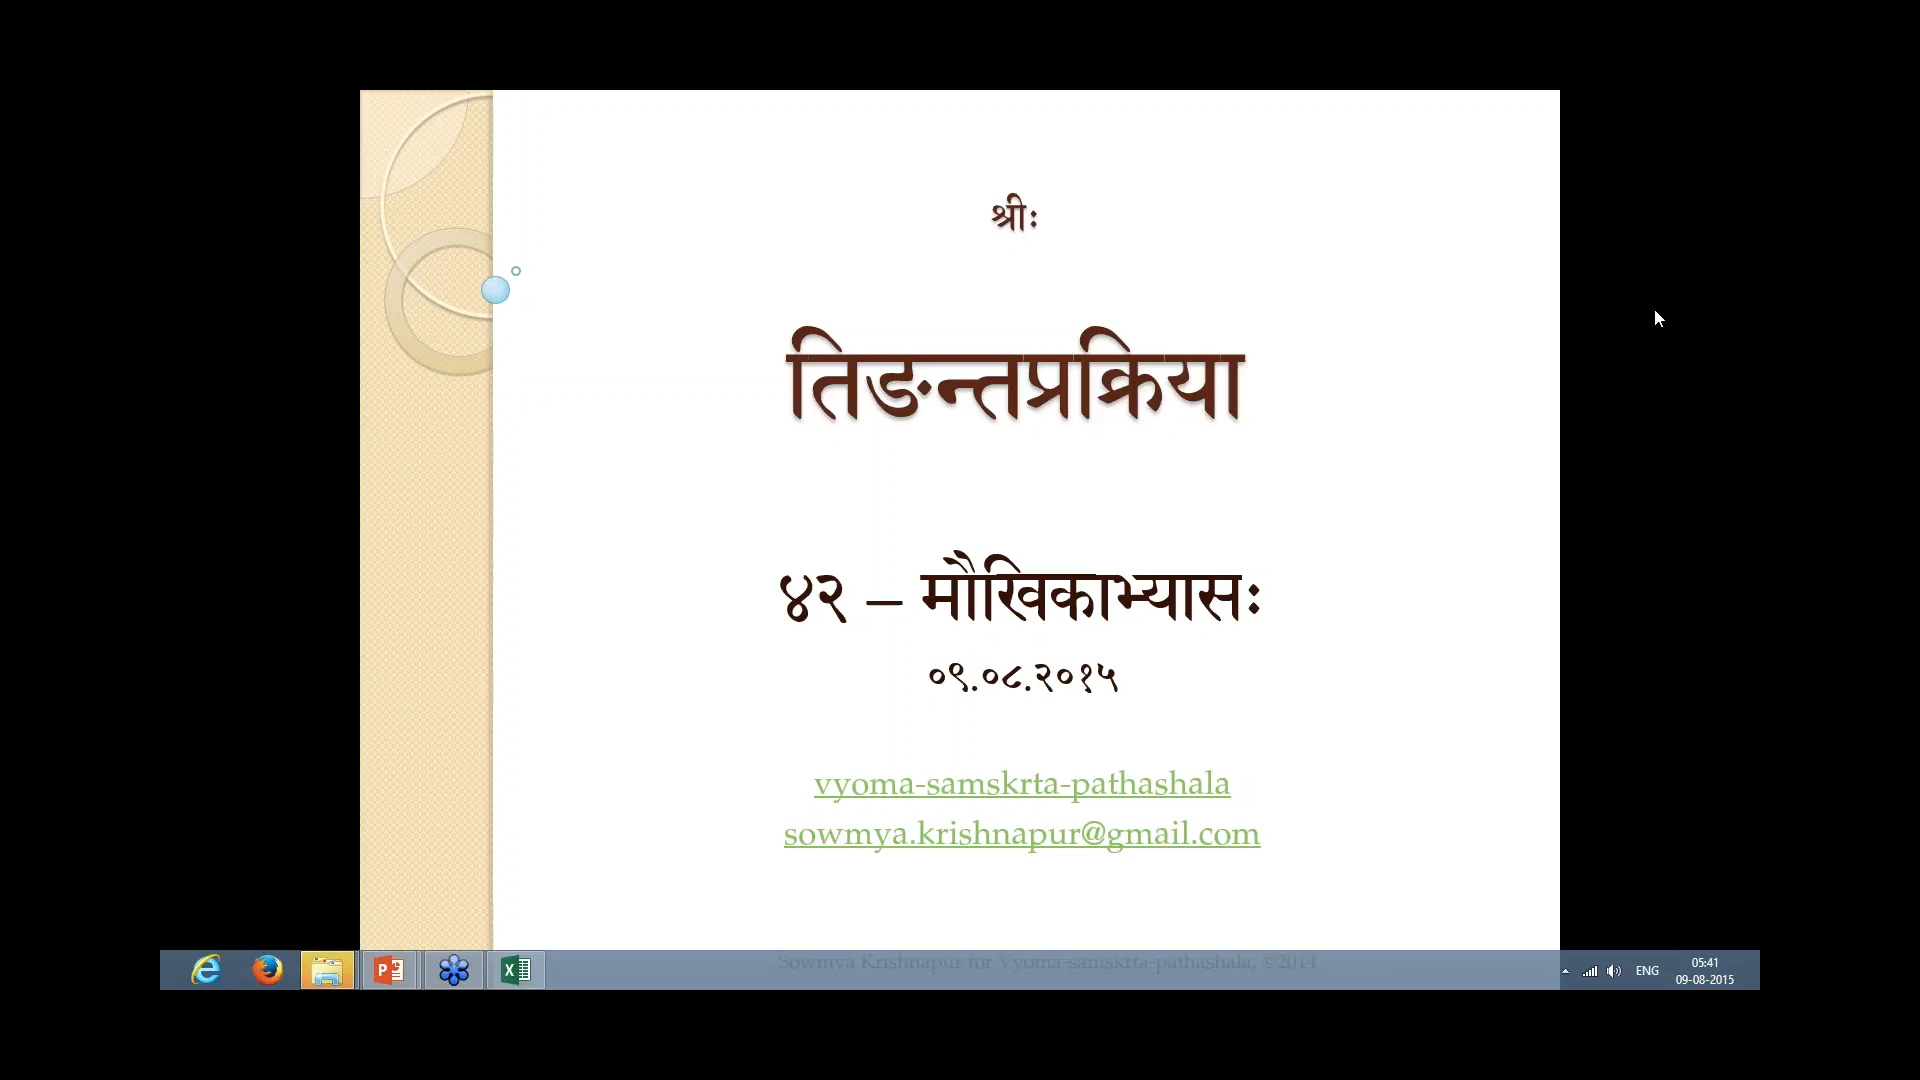 श्रीः
तिङन्तप्रक्रिया
४२ – मौखिकाभ्यासः
०९.०८.२०१५
vyoma-samskrta-pathashala
sowmya.krishnapur@gmail.com
Sowmya Krishnapur for Vyoma-samskrta-pathashala, ©2014
ENG
05:41
09-08-2015